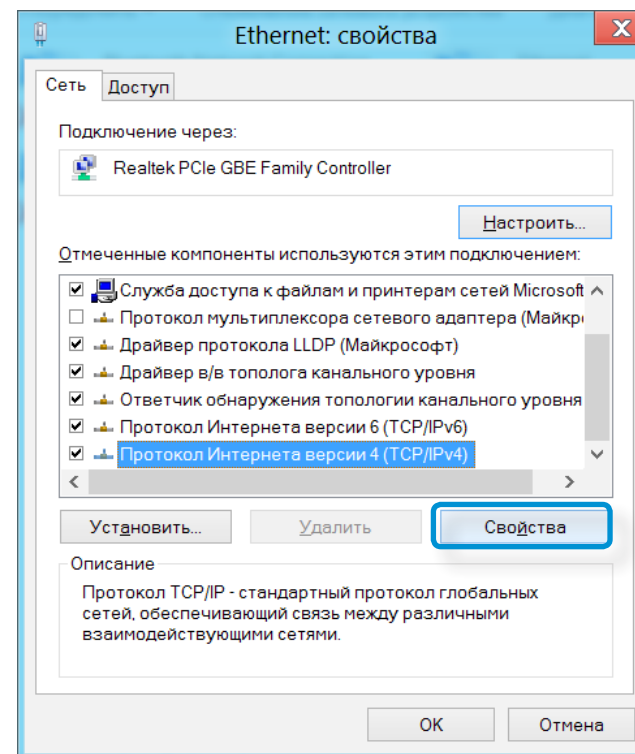 Ethernet: свойства
Сеть
Доступ
Подключение через:
Realtek PCIe GBE Family Controller
Настроить...
Отмеченные компоненты используются этим подключением:
Служба доступа к файлам и принтерам сетей Microsoft
Протокол мультиплексора сетевого адаптера (Майкр
Драйвер протокола LLDP (Майкрософт)
Драйвер в/в тополога канального уровня
Ответчик обнаружения топологии канального уровня
Протокол Интернета версии 6 (TCP/IPv6)
Протокол Интернета версии 4 (TCP/IPv4)
Установить...
Удалить
Свойства
Описание
Протокол TCP/IP - стандартный протокол глобальных
сетей, обеспечивающий связь между различными
взаимодействующими сетями.
OK
Отмена